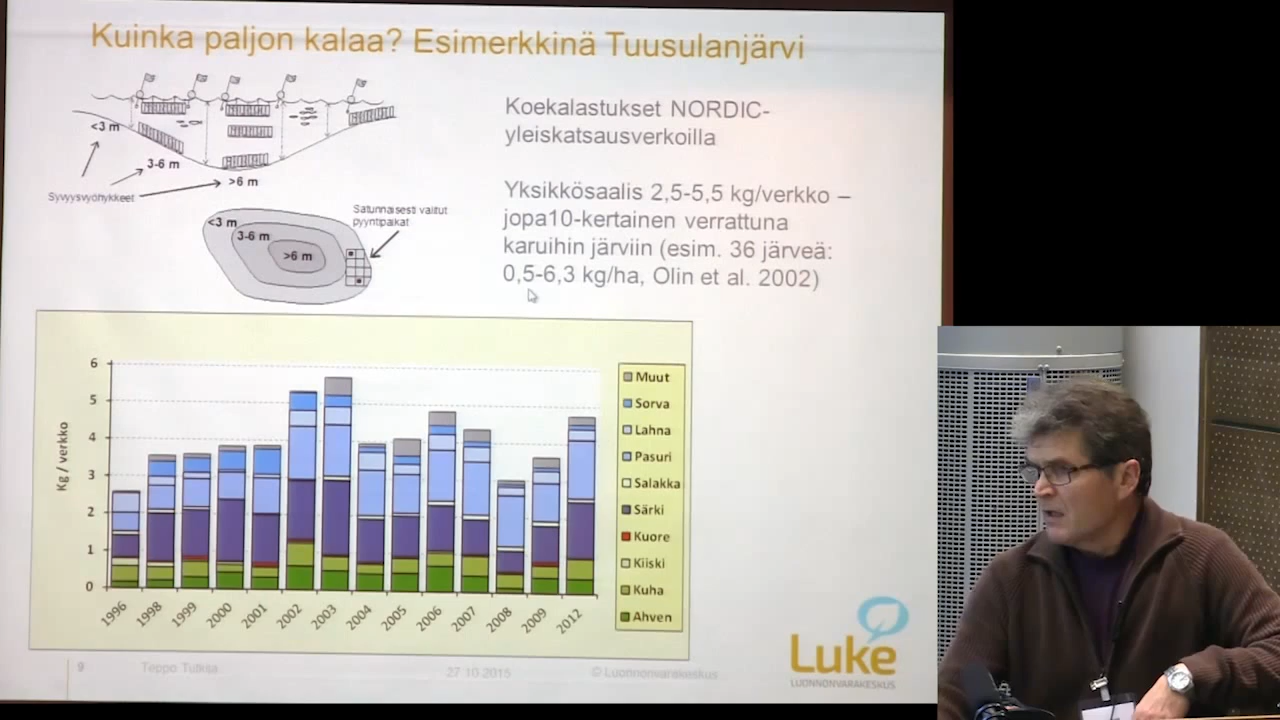 Kuinka paljon kalaa? Esimerkkinä Tuusulanjärvi
<3 m
3-6 m
>6 m
Syvyysvyöhykkeet
<3 m
3-6 m
>6 m
Satunnaisesti valitut
pyyntipaikat
Koekalastukset NORDIC-
yleiskatsausverkoilla
Yksikkösaalis 2,5-5,5 kg/verkko –
jopa10-kertainen verrattuna
karuihin järviin (esim. 36 järveä:
0,5-6,3 kg/ha, Olin et al. 2002)
Kg / verkko
6
5
4
3
2
1
0
1996
1998
1999
2000
2001
2002
2003
2004
2005
2006
2007
2008
2009
2012
Muut
Sorva
Lahna
Pasuri
Salakka
Särki
Kuore
Kiiski
Kuha
Ahven
9
Teppo Tutkija
27.10.2015
© Luonnonvarakeskus
Luke
LUONNONVARAKESKUS